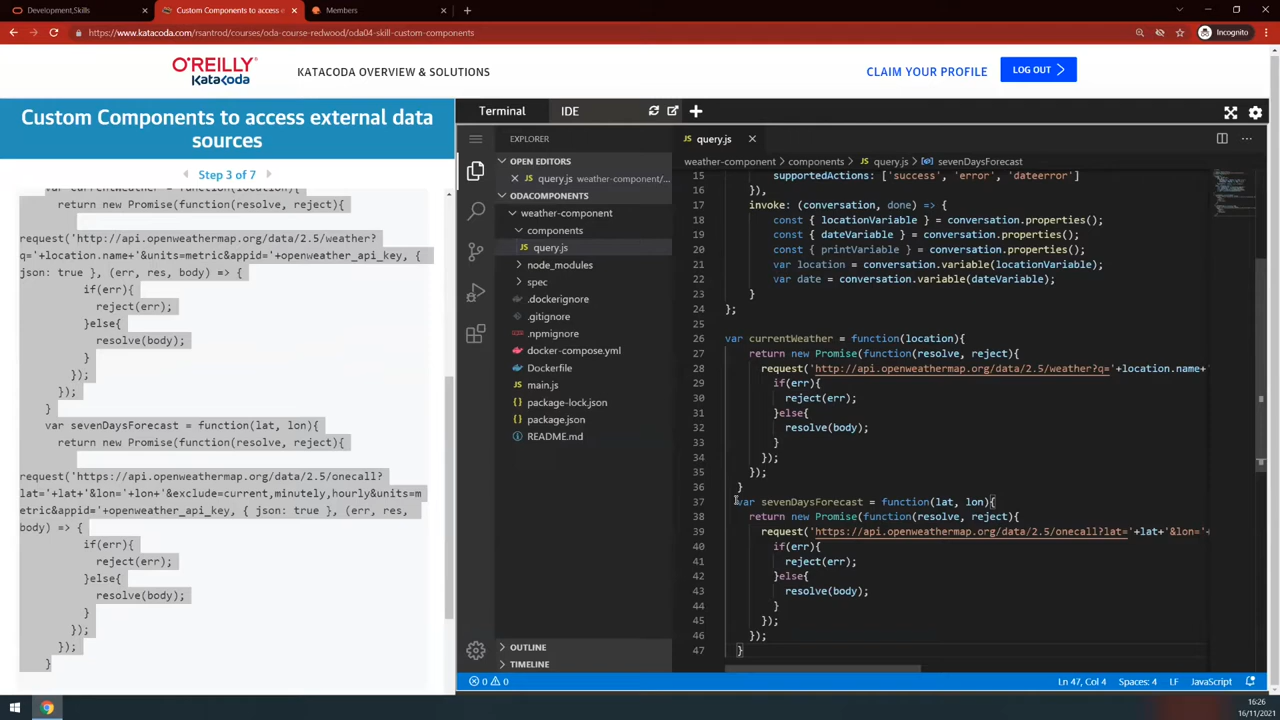 Development,Skills
Custom Components to access e
Members
https://www.katacoda.com/rsantrod/courses/oda-course-redwood/oda04-skill-custom-components
Incognito
O'REILLY
Katakoda
KATACODA OVERVIEW & SOLUTIONS
CLAIM YOUR PROFILE
LOG OUT
Custom Components to access external data
sources
Step 3 of 7
var currentWeather = function(location){
return new Promise(function(resolve, reject){
request('http://api.openweathermap.org/data/2.5/weather?
q='+location.name+'&units=metric&appid='+openweather_api_key, {
json: true }, (err, res, body) => {
if(err){
reject(err);
}else{
resolve(body);
}
});
});
}
var sevenDaysForecast = function(lat, lon){
return new Promise(function(resolve, reject){
request('https://api.openweathermap.org/data/2.5/onecall?
lat='+lat+'&lon='+lon+'&exclude=current,minutely,hourly&units=m
etric&appid='+openweather_api_key, { json: true }, (err, res,
body) => {
if(err){
reject(err);
}else{
resolve(body);
}
});
});
}
Terminal
IDE
EXPLORER
OPEN EDITORS
query.js weather-component/...
ODACOMPONENTS
weather-component
components
query.js
node_modules
spec
.dockerignore
.gitignore
.npmignore
docker-compose.yml
Dockerfile
main.js
package-lock.json
package.json
README.md
OUTLINE
TIMELINE
query.js
weather-component > components > query.js > sevenDaysForecast
15 supportedActions: ['success', 'error', 'dateerror']
16 }),
17 invoke: (conversation, done) => {
18 const { locationVariable } = conversation.properties();
19 const { dateVariable } = conversation.properties();
20 const { printVariable } = conversation.properties();
21 var location = conversation.variable(locationVariable);
22 var date = conversation.variable(dateVariable);
23 }
24 };
25
26 var currentWeather = function(location){
27 return new Promise(function(resolve, reject){
28 request('http://api.openweathermap.org/data/2.5/weather?q='+location.name+'
29 if(err){
30 reject(err);
31 }else{
32 resolve(body);
33 }
34 });
35 });
36 }
37 var sevenDaysForecast = function(lat, lon){
38 return new Promise(function(resolve, reject){
39 request('https://api.openweathermap.org/data/2.5/onecall?lat='+lat+'&lon='+
40 if(err){
41 reject(err);
42 }else{
43 resolve(body);
44 }
45 });
46 });
47 }
0 0
Ln 47, Col 4
Spaces: 4
LF
JavaScript
16:26
16/11/2021